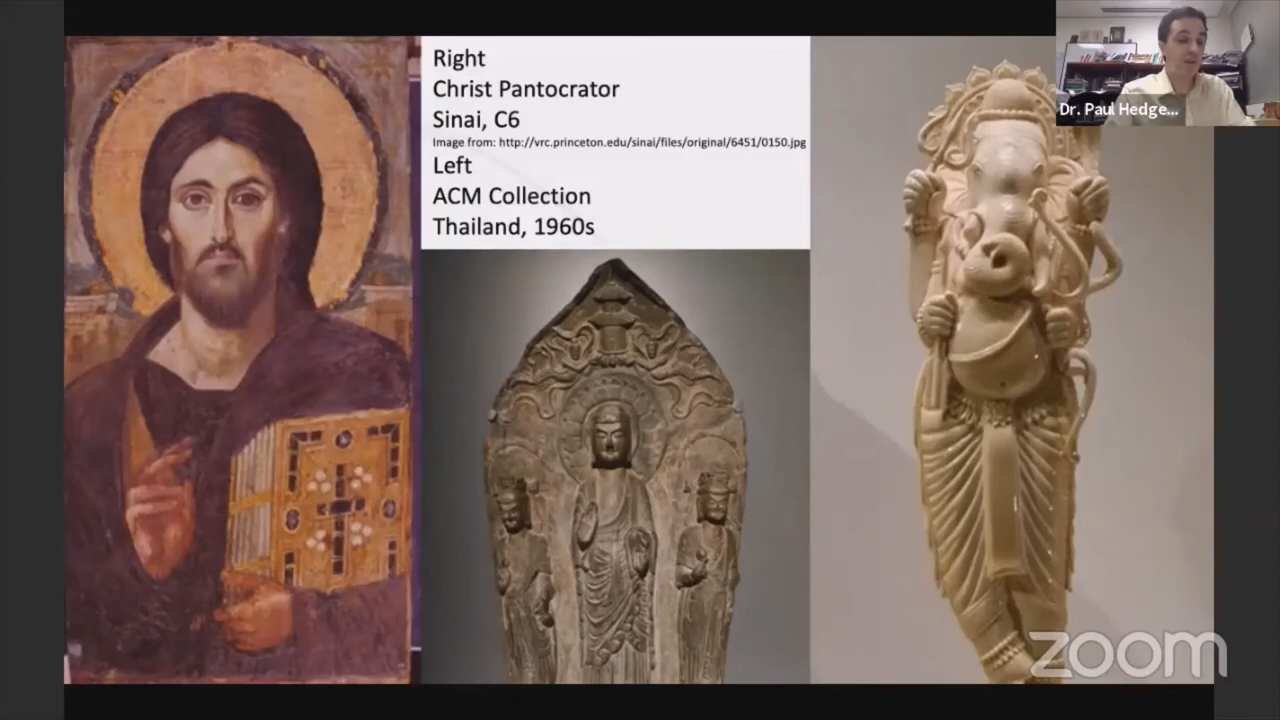 Right
Christ Pantocrator
Sinai, C6
Image from: http://vrc.princeton.edu/sinai/files/original/6451/0150.jpg
Left
ACM Collection
Thailand, 1960s
Dr. Paul Hedge...
zoom